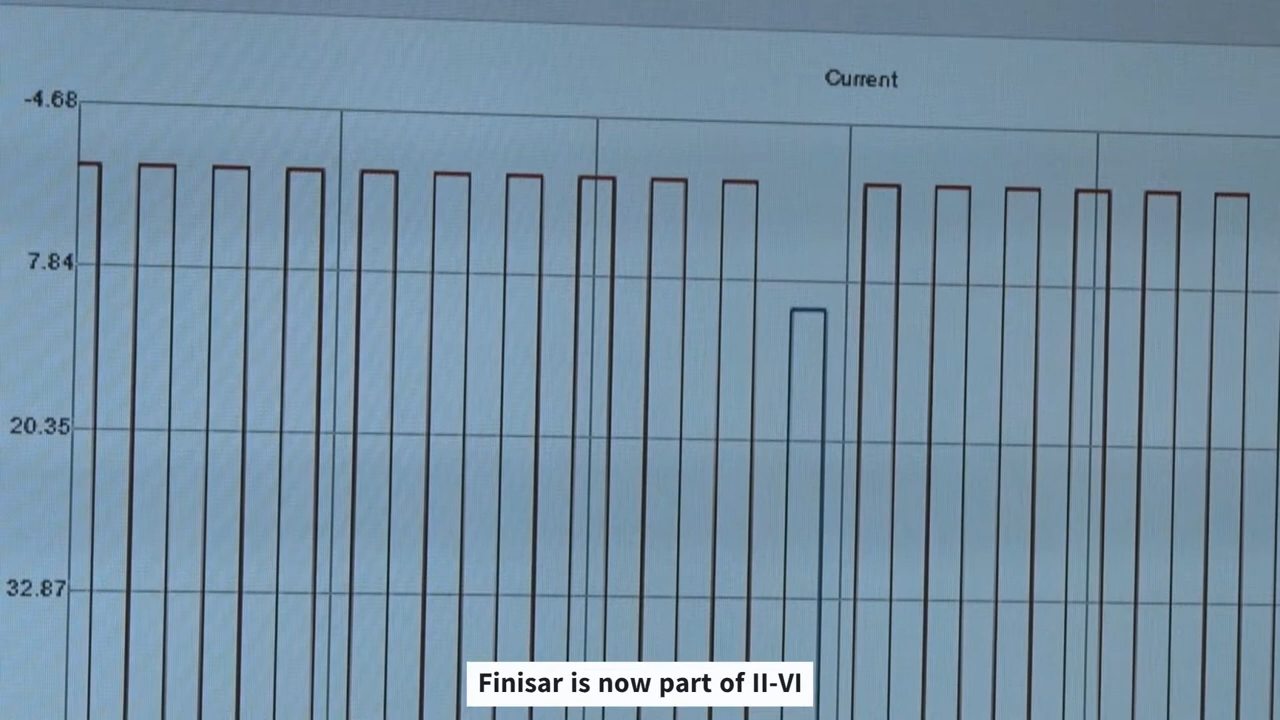 Current
-4.68
7.84
20.35
32.87
Finisar is now part of II-VI